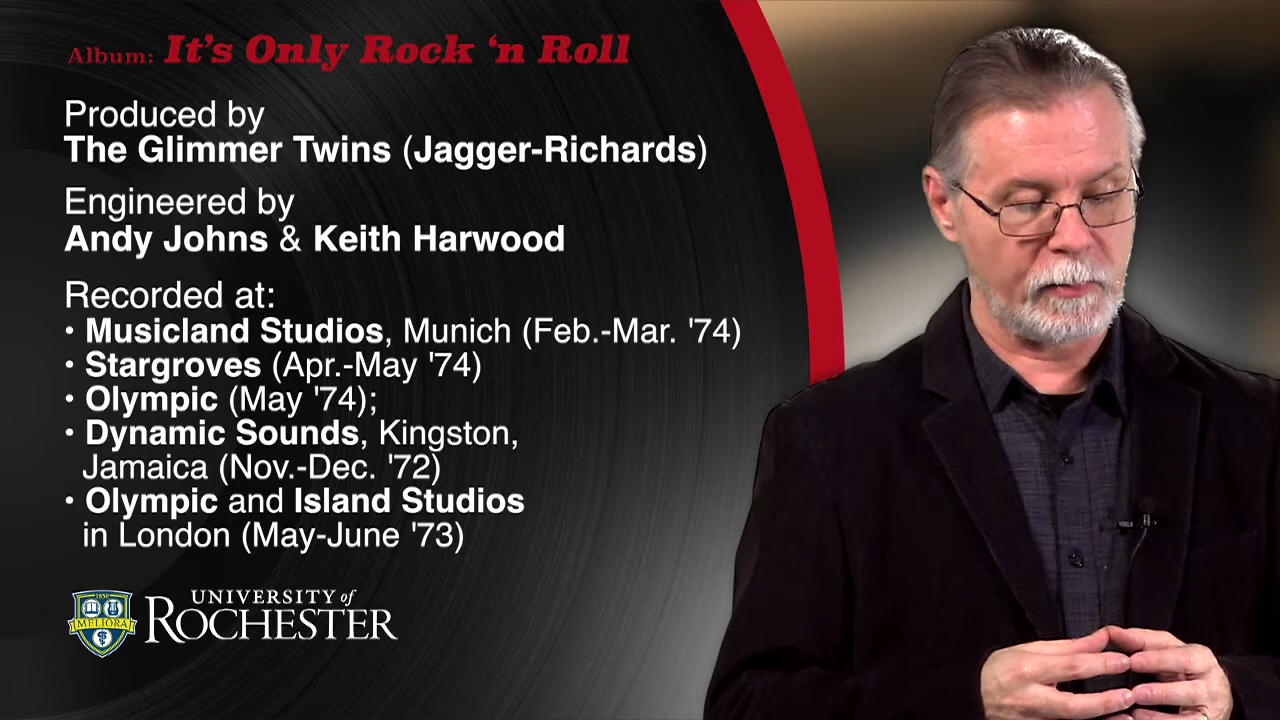 Album: It's Only Rock 'n Roll
Produced by
The Glimmer Twins (Jagger-Richards)
Engineered by
Andy Johns & Keith Harwood
Recorded at:
• Musicland Studios, Munich (Feb.-Mar. '74)
• Stargroves (Apr.-May '74)
• Olympic (May '74);
• Dynamic Sounds, Kingston,
Jamaica (Nov.-Dec. '72)
• Olympic and Island Studios
in London (May-June '73)
1850
MELIORA
UNIVERSITY of
ROCHESTER